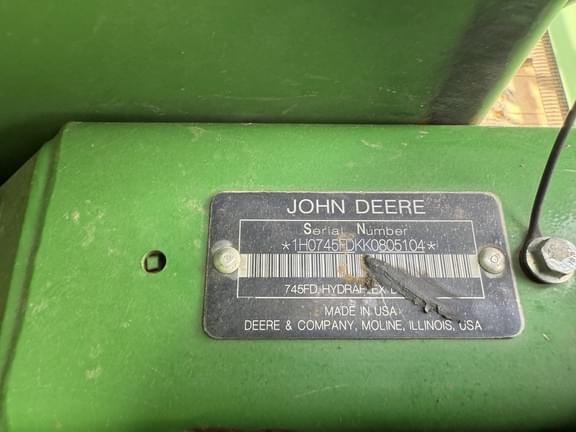 JOHN DEERE
Serial Number
*1H0745FDKK0805104*
745FD, HYDRAFLEX
MADE IN USA
DEERE & COMPANY, MOLINE, ILLINOIS, USA